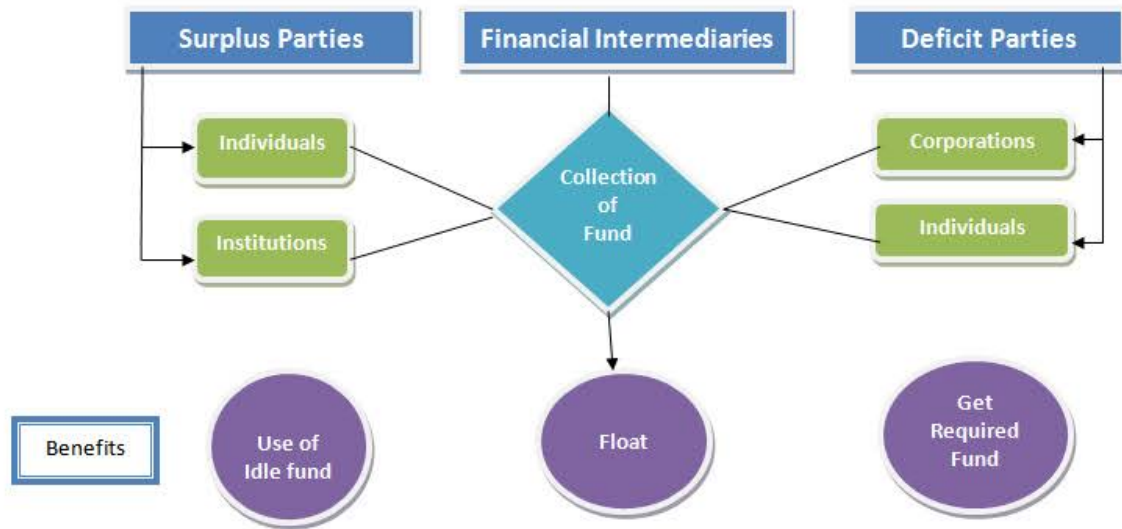 Surplus Parties
Financial Intermediaries
Deficit Parties
Individuals
Corporations
Collection
of
Fund
Institutions
Individuals
Benefits
Use of
Idle fund
Float
Get
Required
Fund